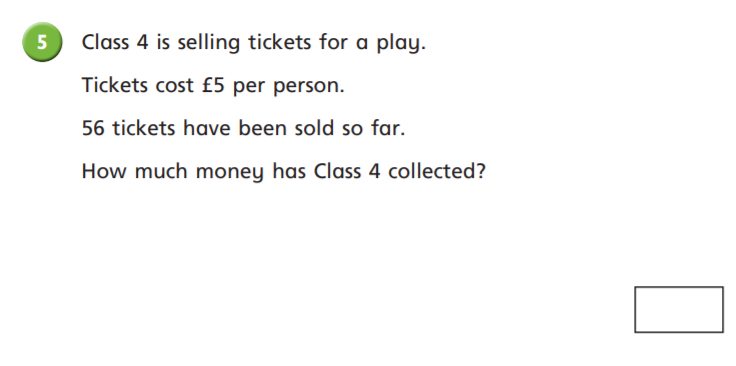 5 Class 4 is selling tickets for a play.
Tickets cost £5 per person.
56 tickets have been sold so far.
How much money has Class 4 collected?